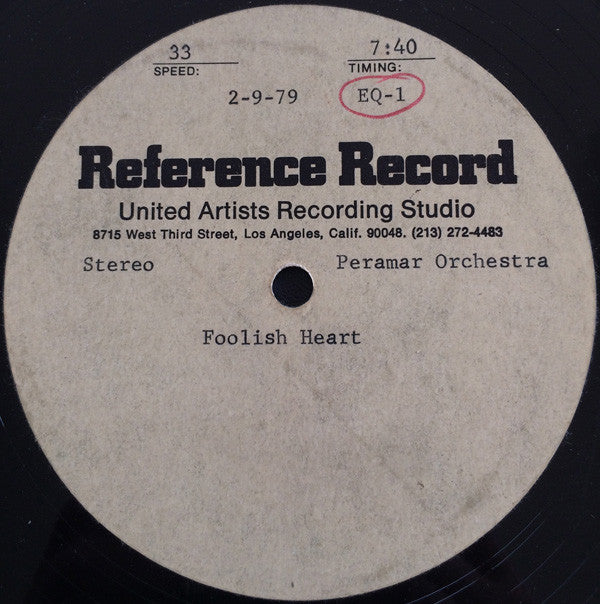 33 7:40
SPEED: TIMING:
2-9-79 EQ-1
Reference Record
United Artists Recording Studio
8715 West Third Street, Los Angeles, Calif. 90048. (213) 272-4483
Stereo Peramar Orchestra
Foolish Heart